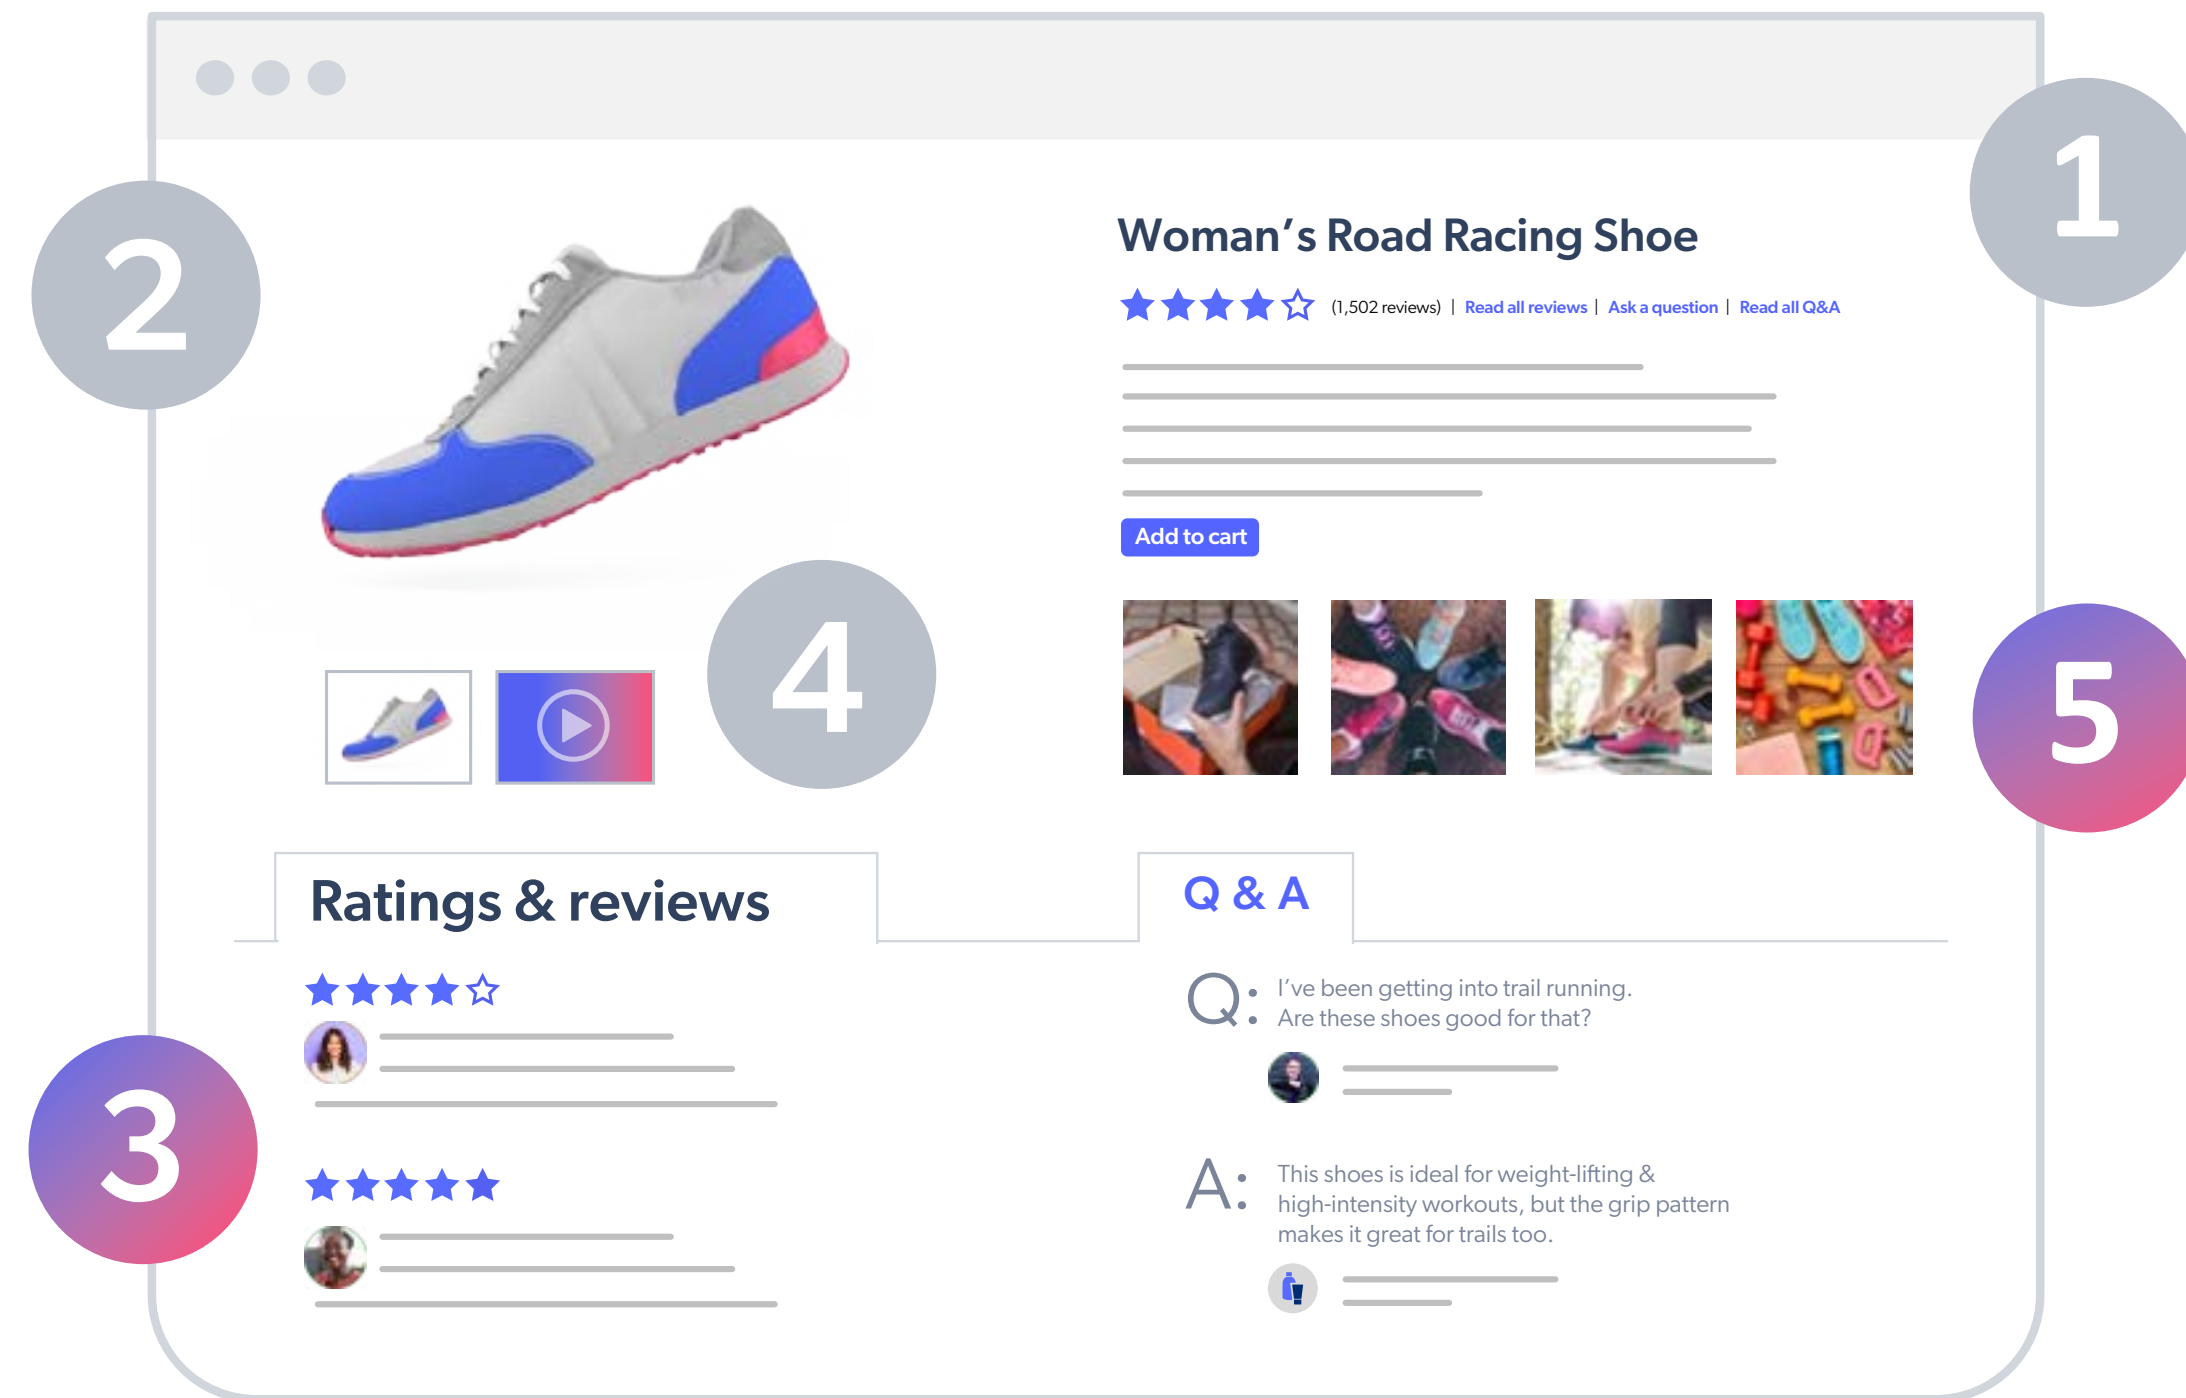 1
2
Woman’s Road Racing Shoe
(1,502 reviews) | Read all reviews | Ask a question | Read all Q&A
Add to cart
4
5
Ratings & reviews
Q & A
Q: I’ve been getting into trail running.
Are these shoes good for that?
3
A: This shoes is ideal for weight-lifting &
high-intensity workouts, but the grip pattern
makes it great for trails too.